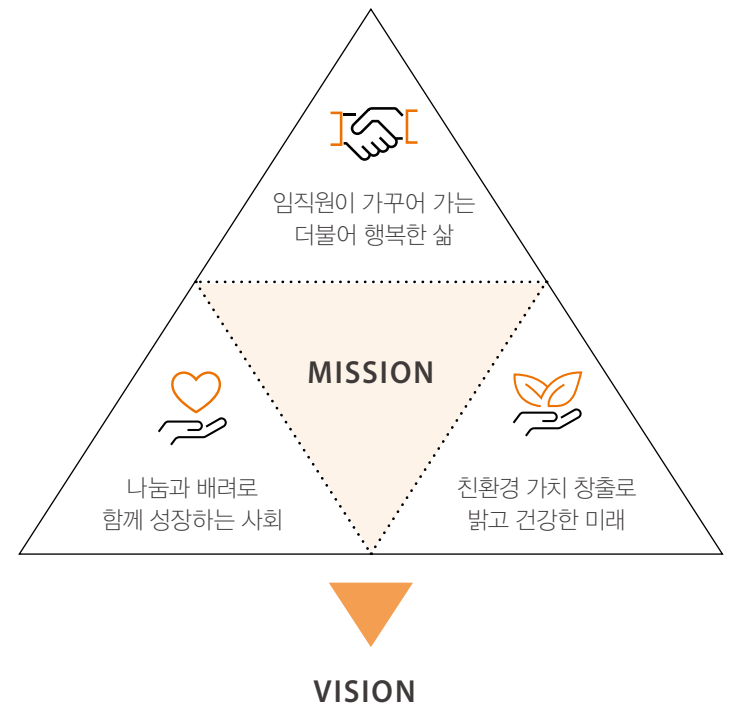 임직원이 가꾸어 가는
더불어 행복한 삶
MISSION
나눔과 배려로
함께 성장하는 사회
친환경 가치 창출로
밝고 건강한 미래
VISION